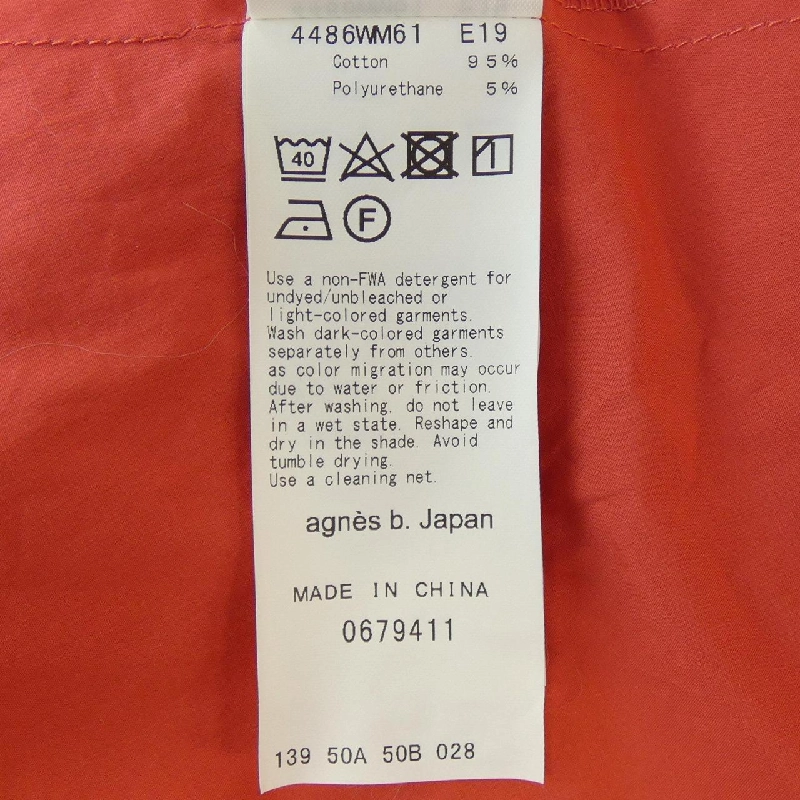 4486WM61 E19
Cotton 95%
Polyurethane 5%
40
F
Use a non-FWA detergent for
undyed/unbleached or
light-colored garments.
Wash dark-colored garments
separately from others.
as color migration may occur
due to water or friction.
After washing, do not leave
in a wet state. Reshape and
dry in the shade. Avoid
tumble drying.
Use a cleaning net.
agnès b. Japan
MADE IN CHINA
0679411
139 50A 50B 028